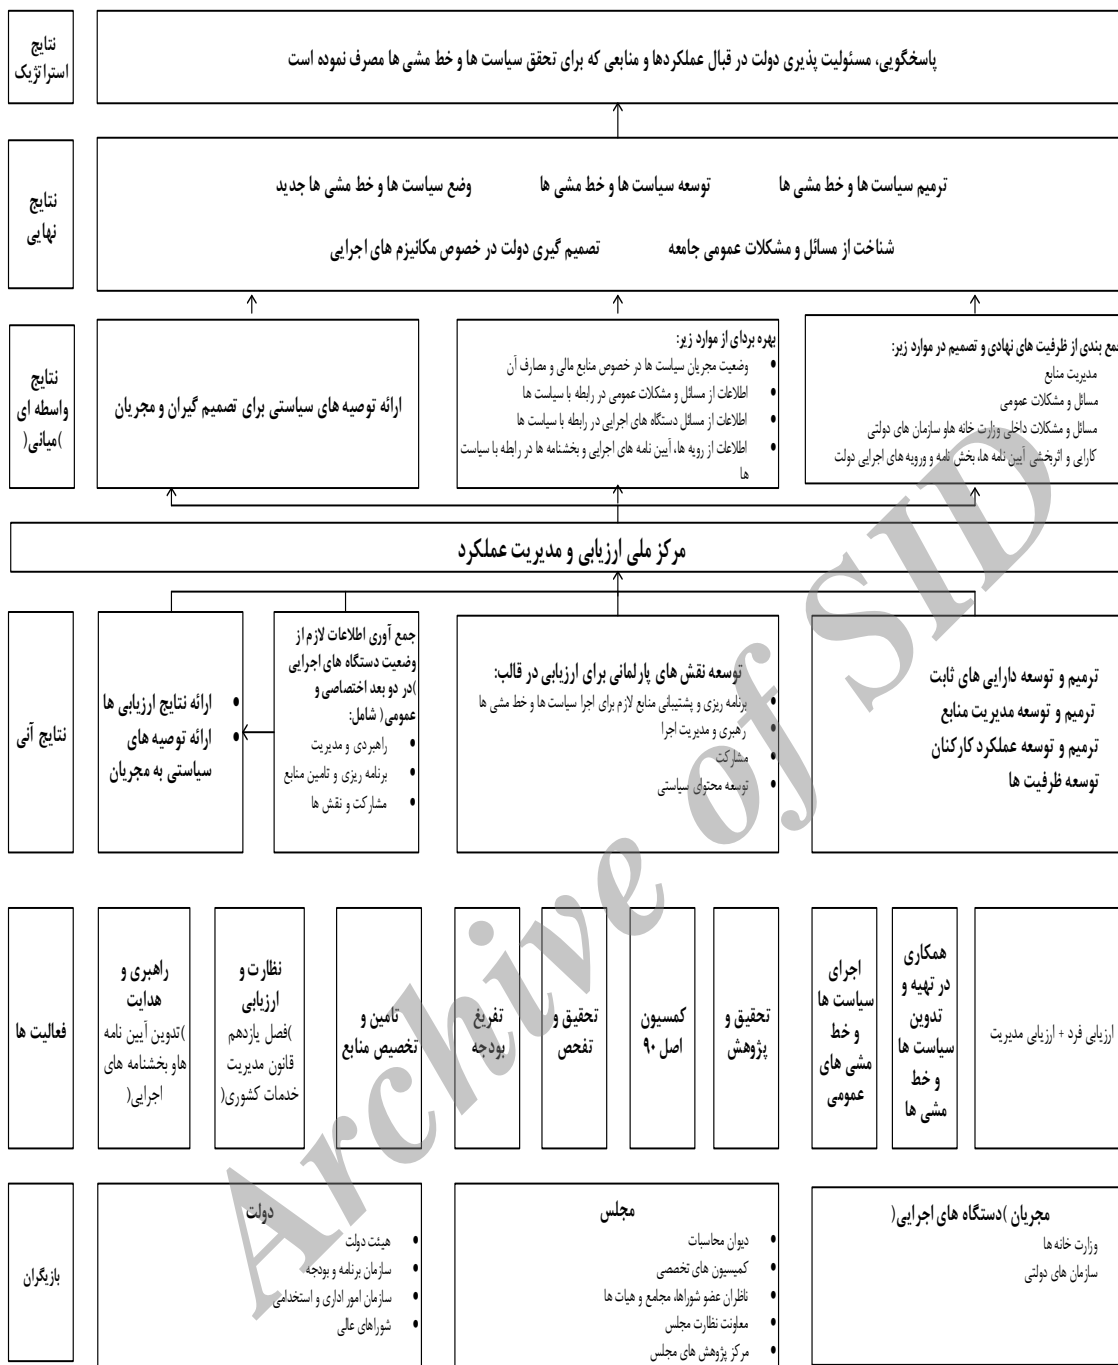 نتایج
استراتژیک
پاسخگویی، مسئولیت پذیری دولت در قبال عملکردها و منابعی که برای تحقق سیاست ها و خط مشی ها مصرف نموده است
نتایج
نهایی
ترمیم سیاست ها و خط مشی ها
توسعه سیاست ها و خط مشی ها
وضع سیاست ها و خط مشی ها جدید
شناخت از مسائل و مشکلات عمومی جامعه
تصمیم گیری دولت در خصوص مکانیزم های اجرایی
نتایج
واسطه ای
)میانی(
جمع بندی از ظرفیت های نهادی و تصمیم در موارد زیر:
مدیریت منابع
مسائل و مشکلات عمومی
مسائل و مشکلات داخلی وزارت خانه هاو سازمان های دولتی
کارایی و اثربخشی آیین نامه ها، بخش نامه و ورویه های اجرایی دولت
بهره بردای از موارد زیر:
• وضعیت مجریان سیاست ها در خصوص منابع مالی و مصارف آن
• اطلاعات از مسائل و مشکلات عمومی در رابطه با سیاست ها
• اطلاعات از مسائل دستگاه های اجرایی در رابطه با سیاست ها
• اطلاعات از رویه ها، آیین نامه های اجرایی و بخشنامه ها در رابطه با سیاست
ها
ارائه توصیه های سیاستی برای تصمیم گیران و مجریان
مرکز ملی ارزیابی و مدیریت عملکرد
نتایج آنی
ترمیم و توسعه دارایی های ثابت
ترمیم و توسعه مدیریت منابع
ترمیم و توسعه عملکرد کارکنان
توسعه ظرفیت ها
توسعه نقش های پارلمانی برای ارزیابی در قالب:
• برنامه ریزی و پشتیبانی منابع لازم برای اجرا سیاست ها و خط مشی ها
• رهبری و مدیریت اجرا
• مشارکت
• توسعه محتوای سیاستی
جمع آوری اطلاعات لازم از
وضعیت دستگاه های اجرایی
)در دو بعد اختصاصی و
عمومی( شامل:
• راهبردی و مدیریت
• برنامه ریزی و تامین منابع
• مشارکت و نقش ها
• ارائه نتایج ارزیابی ها
• ارائه توصیه های
سیاستی به مجریان
فعالیت ها
ارزیابی فرد + ارزیابی مدیریت
همکاری
در تهیه و
تدوین
سیاست ها
و خط
مشی ها
اجرای
سیاست ها
و خط
مشی های
عمومی
تحقیق و
پژوهش
کمسیون
اصل ۹۰
تحقیق و
تفحص
تفریغ
بودجه
تامین و
تخصیص منابع
نظارت و
ارزیابی
)فصل یازدهم
قانون مدیریت
خدمات کشوری(
راهبری و
هدایت
)تدوین آیین نامه
هاو بخشنامه های
اجرایی(
بازیگران
مجریان )دستگاه های اجرایی(
وزارت خانه ها
سازمان های دولتی
مجلس
• دیوان محاسبات
• کمیسیون های تخصصی
• ناظران عضو شوراها، مجامع و هیات ها
• معاونت نظارت مجلس
• مرکز پژوهش های مجلس
دولت
• هیئت دولت
• سازمان برنامه و بودجه
• سازمان امور اداری و استخدامی
• شوراهای عالی
Archive of SID